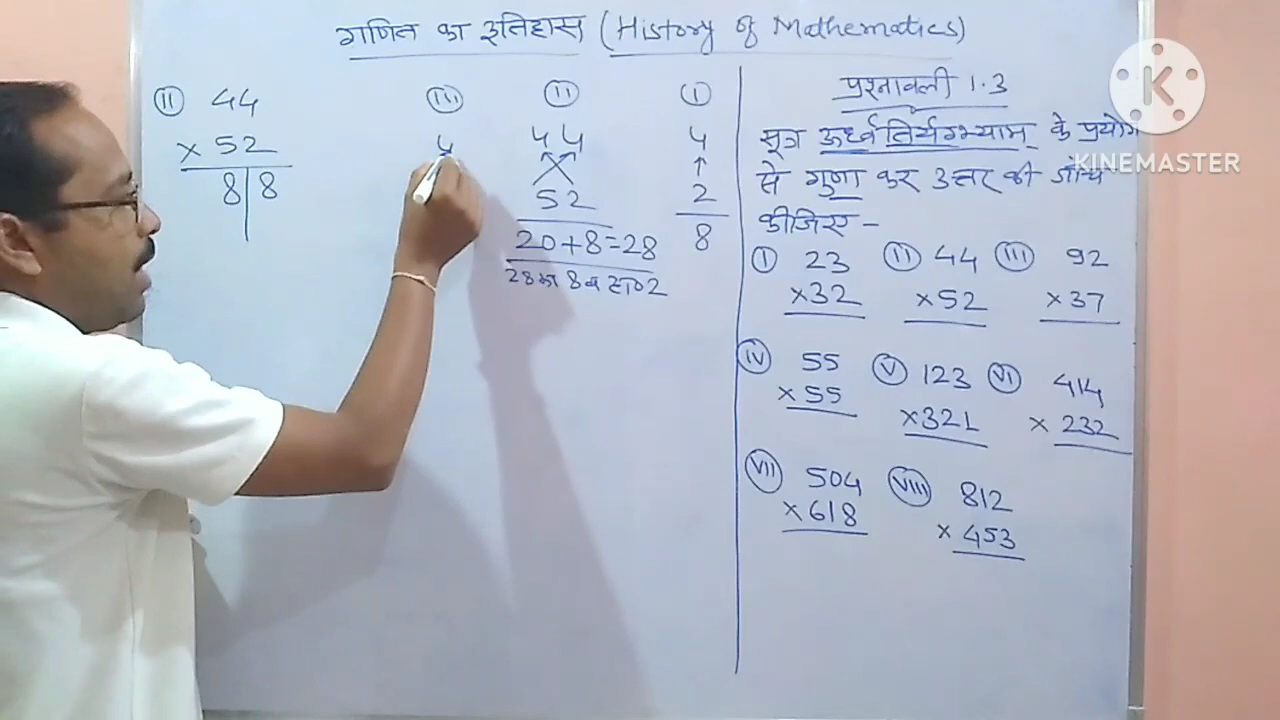 गणित का इतिहास (History of Mathematics)
II 44
× 52
8 | 8
III
4
II
44
52
20+8=28
28 का 8 व हा० 2
I
4
2
8
प्रश्नावली 1.3
सूत्र ऊर्ध्वतिर्यग्भ्याम् के प्रयोग
से गुणा कर उत्तर की जांच
कीजिए -
I 23 II 44 III 92
×32 ×52 ×37
IV 55 V 123 VI 414
×55 ×321 × 232
VII 504 VIII 812
×618 × 453
K
KINEMASTER